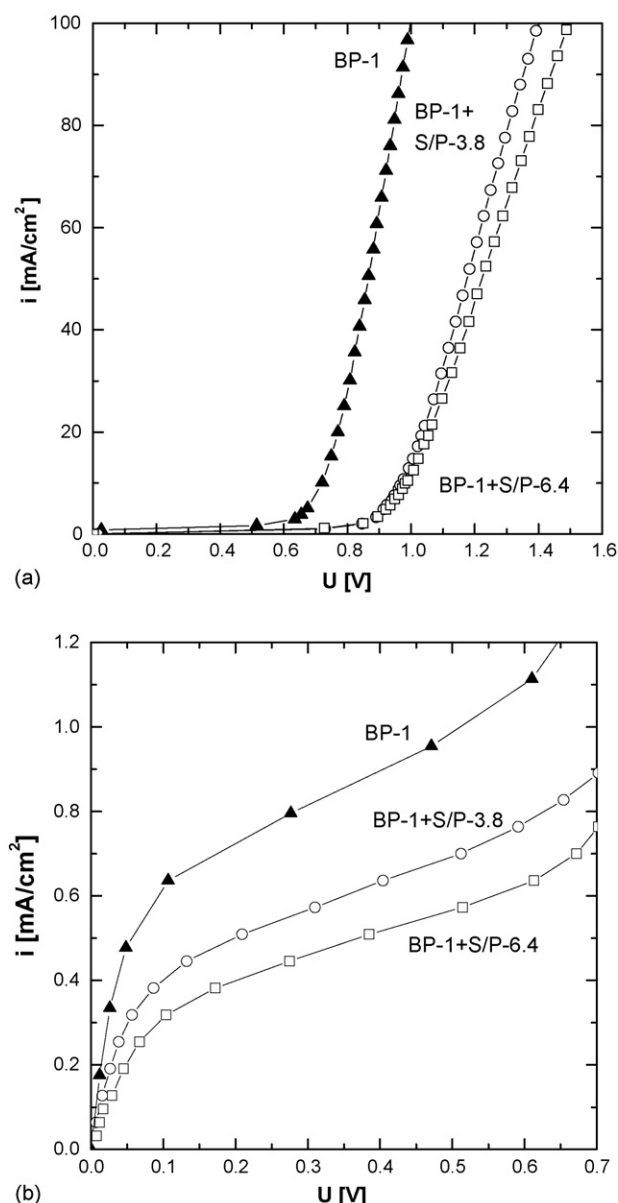 100
80
60
40
20
0
i [mA/cm²]
BP-1
BP-1+
S/P-3.8
BP-1+S/P-6.4
0.0 0.2 0.4 0.6 0.8 1.0 1.2 1.4 1.6
(a)
U [V]
1.2
1.0
0.8
0.6
0.4
0.2
0.0
i [mA/cm²]
BP-1
BP-1+S/P-3.8
BP-1+S/P-6.4
0.0 0.1 0.2 0.3 0.4 0.5 0.6 0.7
(b)
U [V]